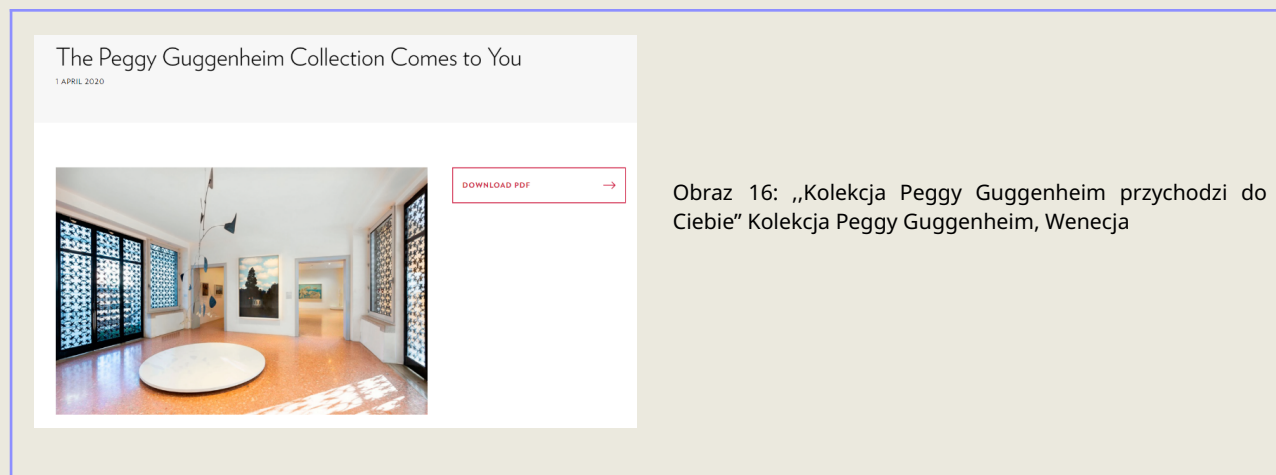 The Peggy Guggenheim Collection Comes to You
1 APRIL 2020
DOWNLOAD PDF
Obraz 16: ,,Kolekcja Peggy Guggenheim przychodzi do
Ciebie” Kolekcja Peggy Guggenheim, Wenecja